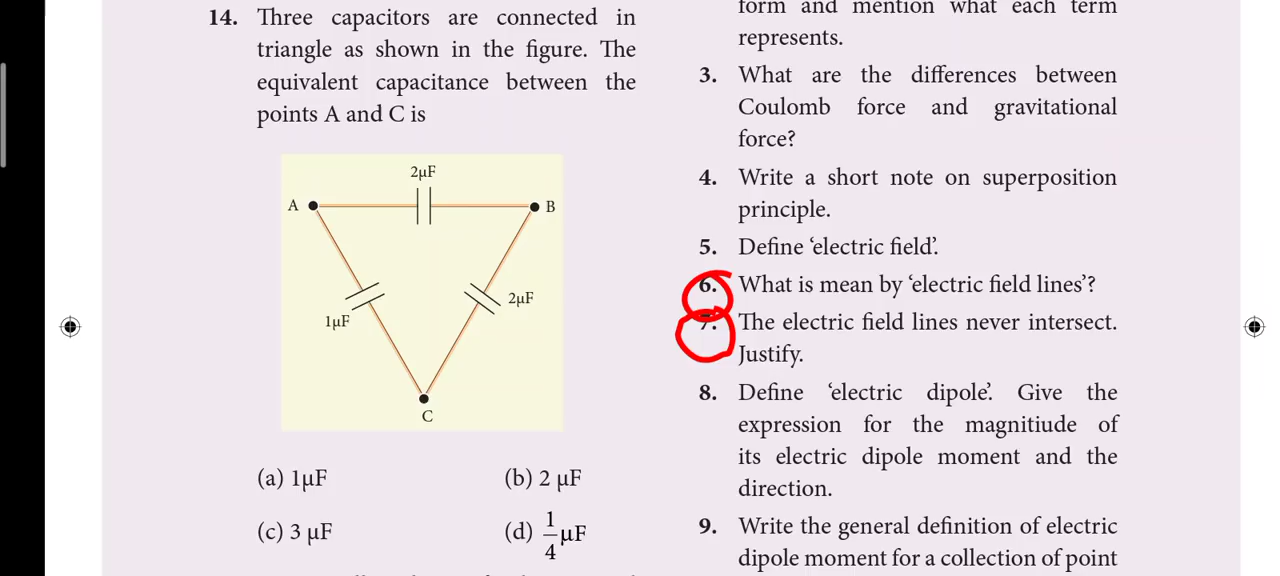 14. Three capacitors are connected in
triangle as shown in the figure. The
equivalent capacitance between the
points A and C is
2μF
A
B
1μF
2μF
C
(a) 1μF
(b) 2 μF
(c) 3 μF
(d) 1/4 μF
form and mention what each term
represents.
3. What are the differences between
Coulomb force and gravitational
force?
4. Write a short note on superposition
principle.
5. Define ‘electric field’.
6. What is mean by ‘electric field lines’?
7. The electric field lines never intersect.
Justify.
8. Define ‘electric dipole’. Give the
expression for the magnitiude of
its electric dipole moment and the
direction.
9. Write the general definition of electric
dipole moment for a collection of point